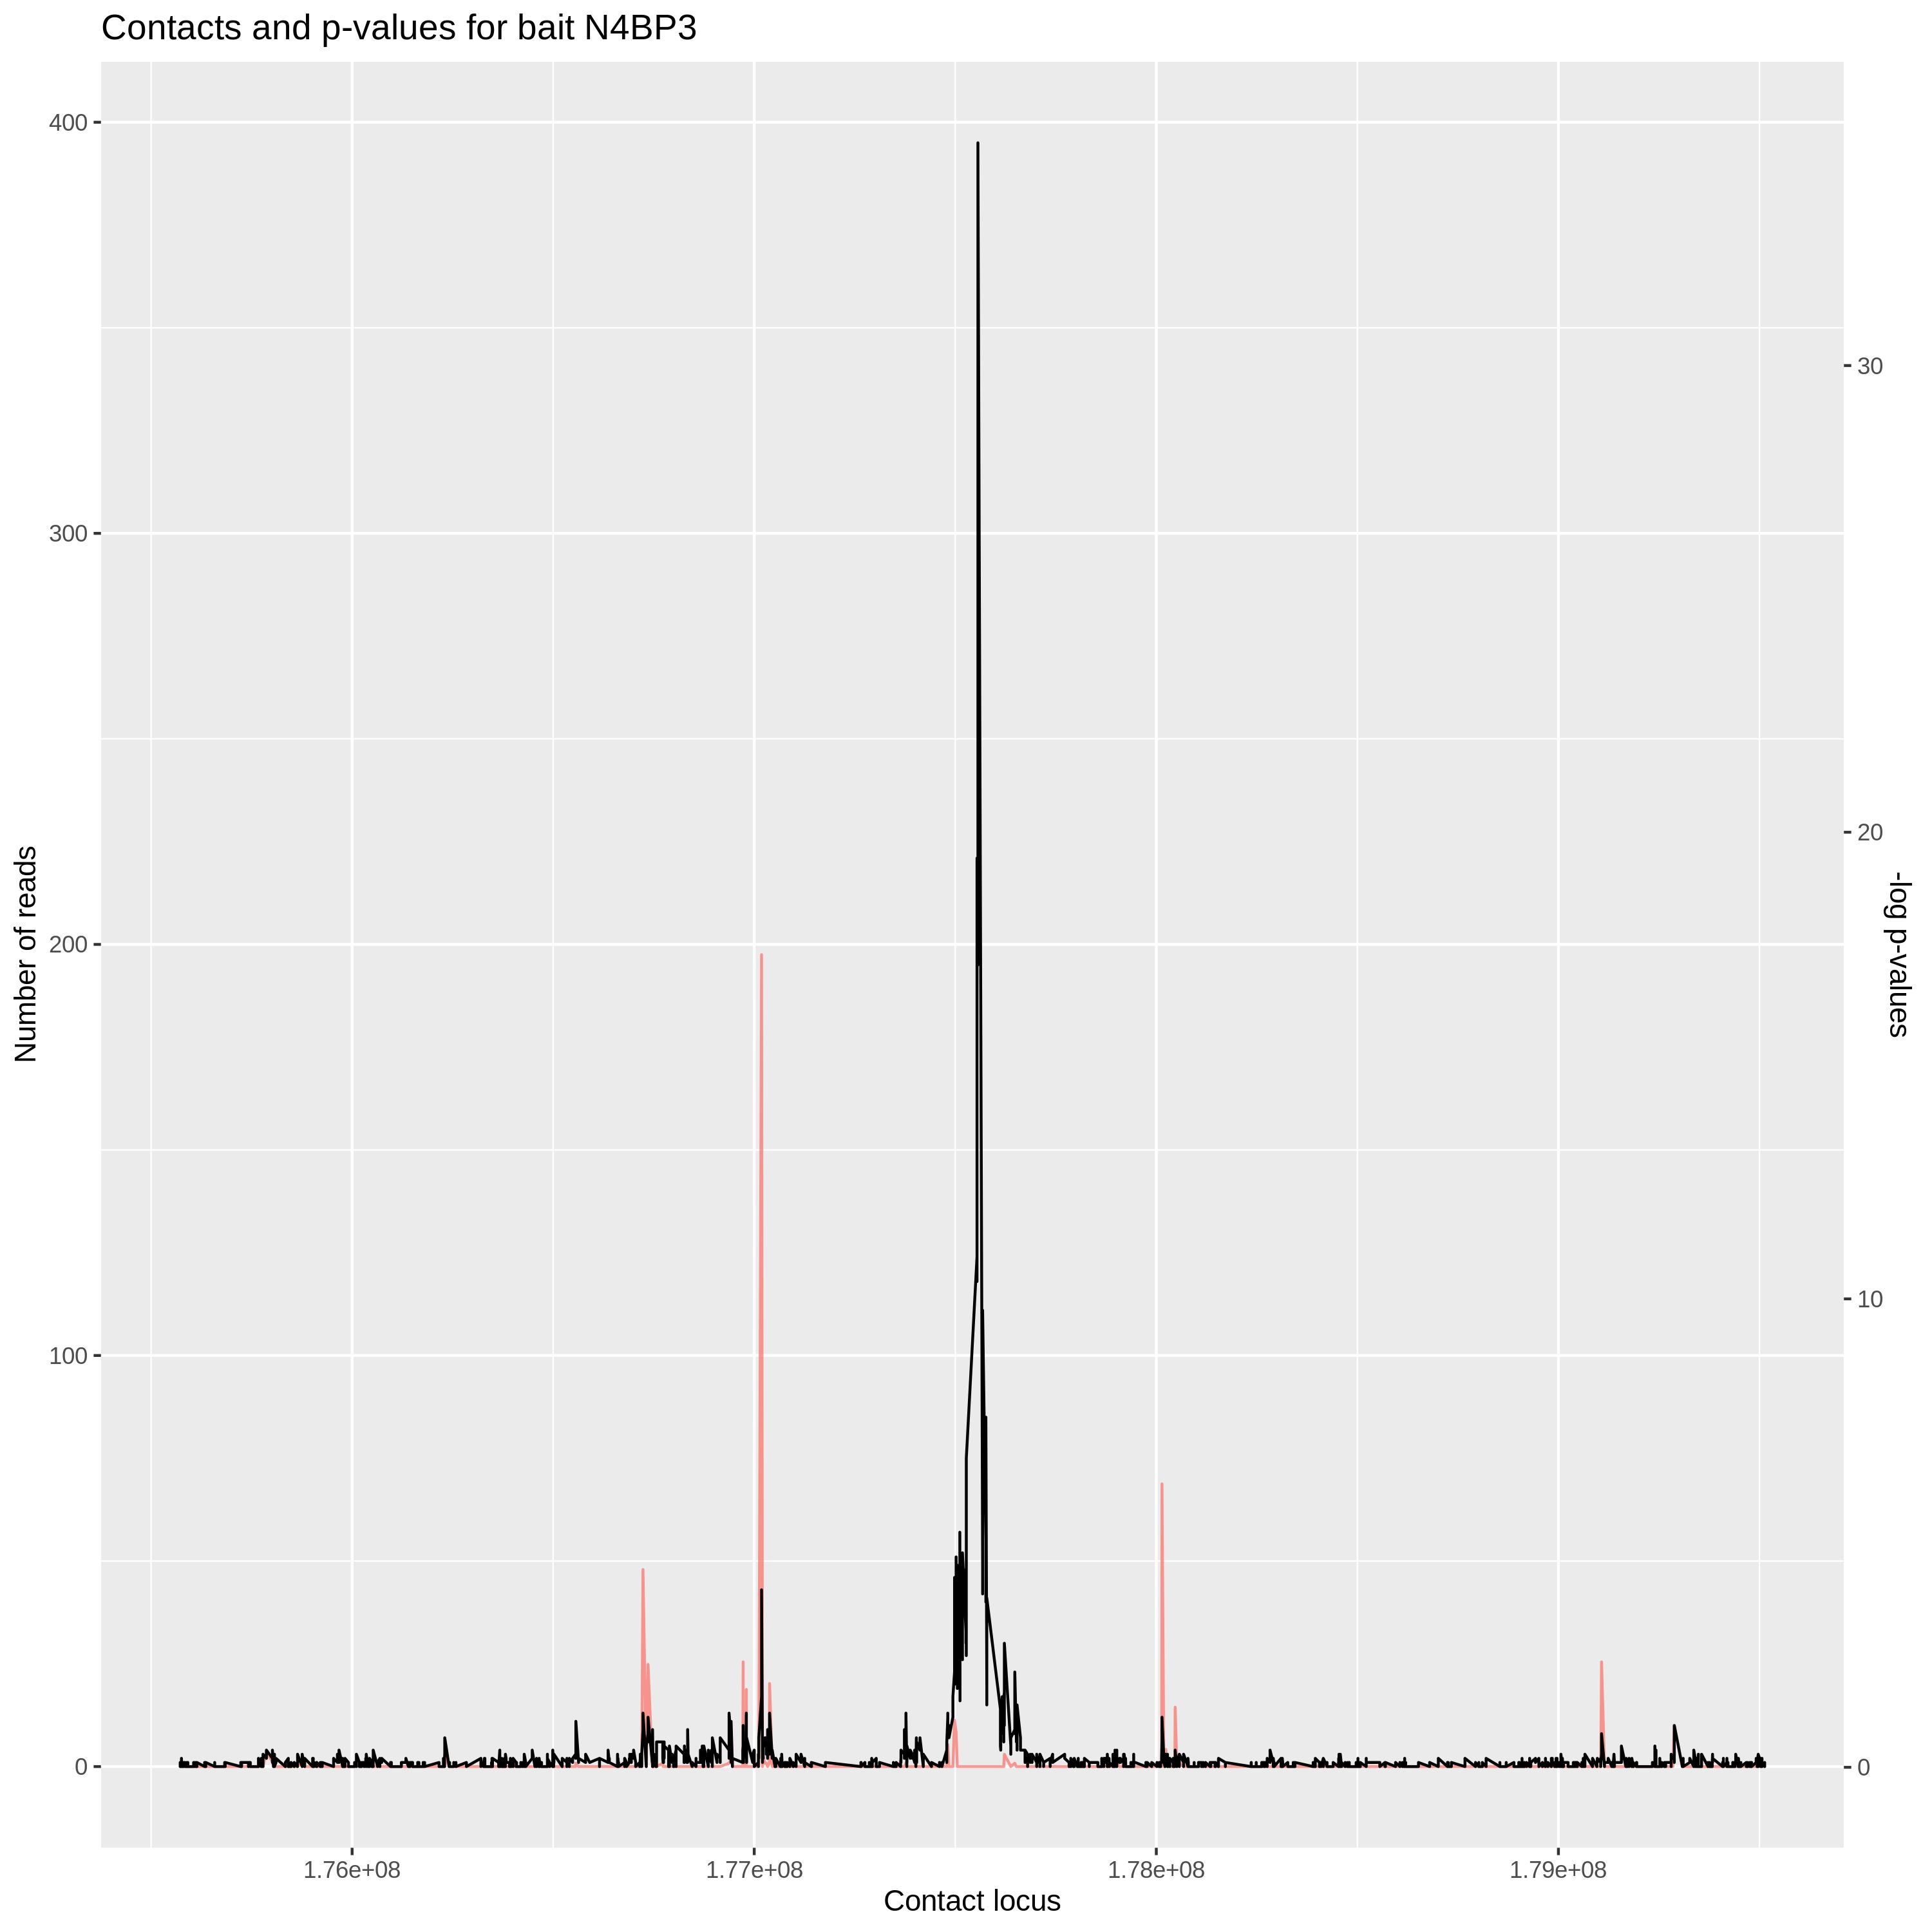 Contacts and p-values for bait N4BP3
400
300
200
100
0
Number of reads
30
20
10
0
-log p-values
1.76e+08
1.77e+08
1.78e+08
1.79e+08
Contact locus